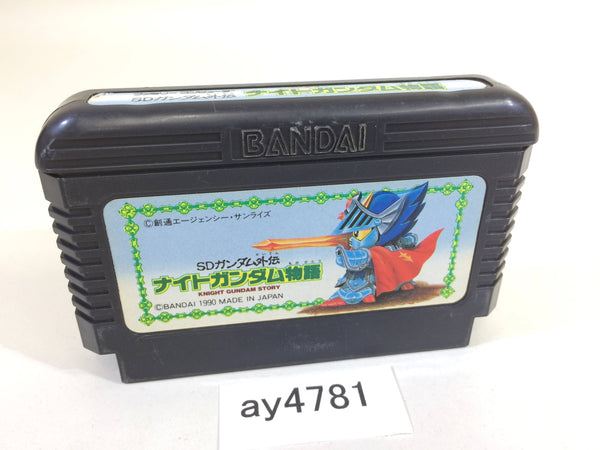 SDガンダム外伝 ナイトガンダム物語
BANDAI
©創通エージェンシー・サンライズ
SDガンダム外伝
ナイトガンダム物語
KNIGHT GUNDAM STORY
©BANDAI 1990 MADE IN JAPAN
ay4781